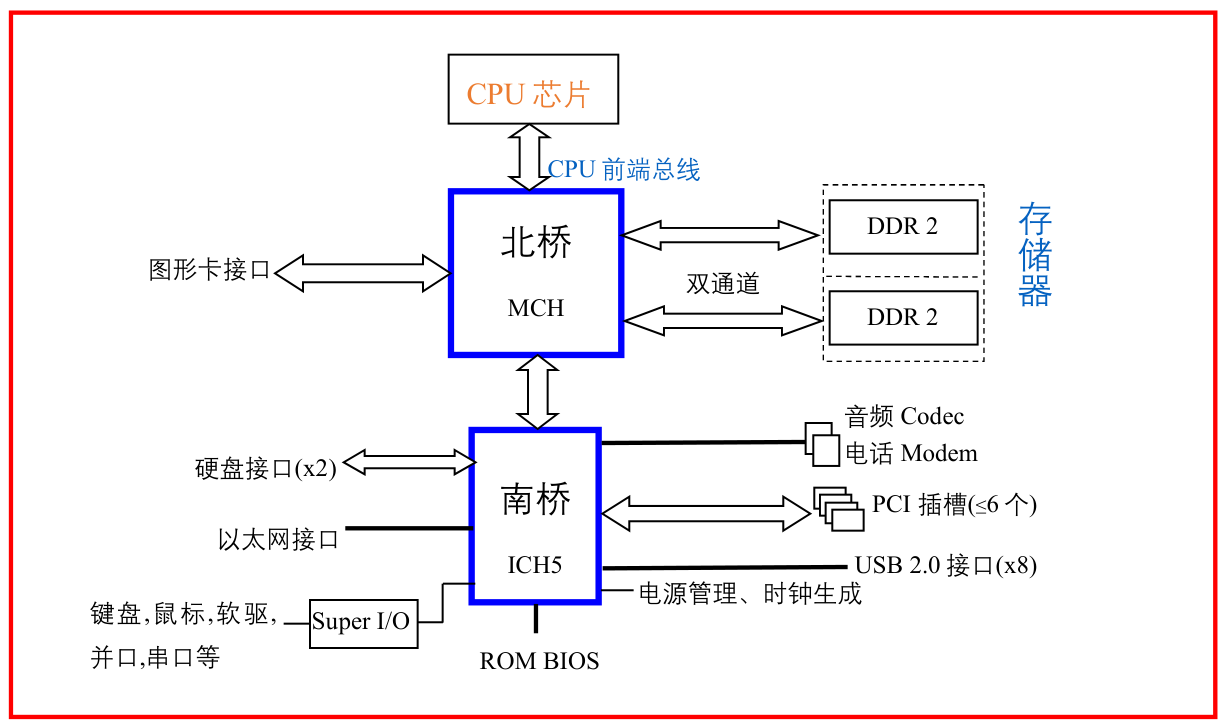 CPU 芯片
CPU 前端总线
北桥
MCH
图形卡接口
双通道
DDR 2
DDR 2
存储器
音频 Codec
电话 Modem
硬盘接口(x2)
南桥
ICH5
PCI 插槽(≤6 个)
以太网接口
USB 2.0 接口(x8)
电源管理、时钟生成
键盘,鼠标,软驱,
并口,串口等
Super I/O
ROM BIOS